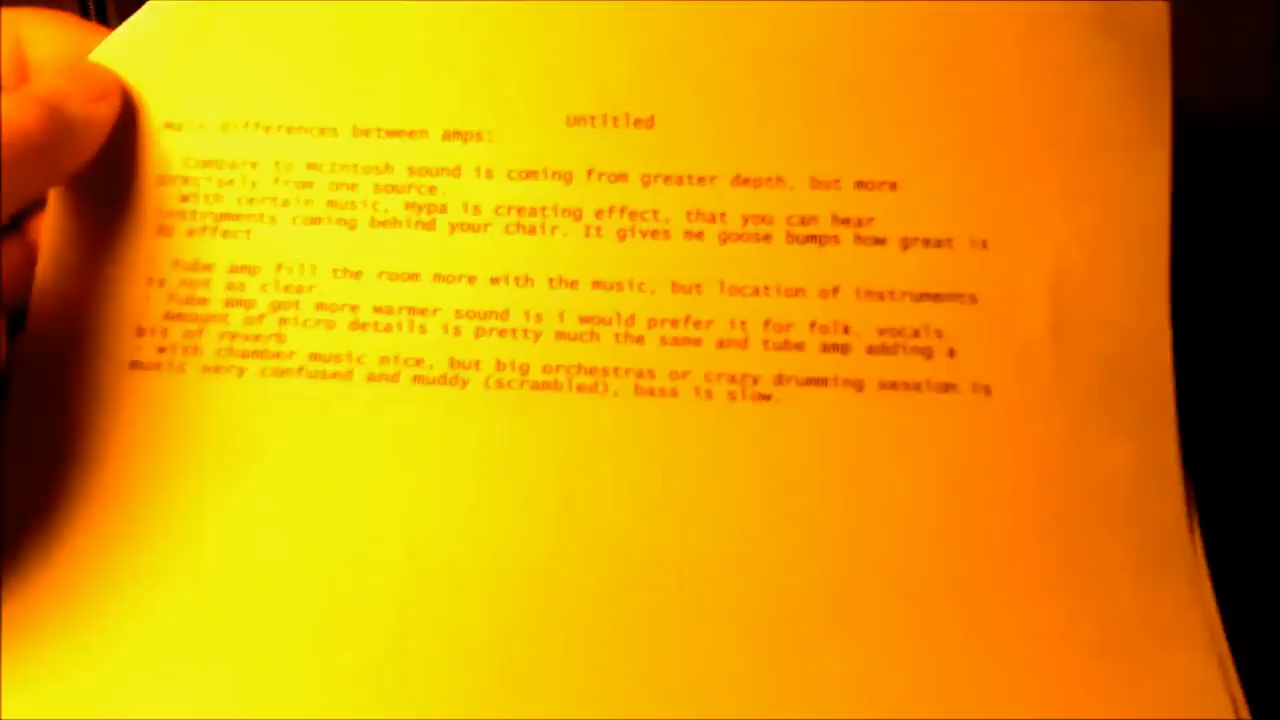 Untitled
differences between amps:
Compare to McIntosh sound is coming from greater depth, but more
precisely from one source.
with certain music, Hypa is creating effect, that you can hear
instruments coming behind your chair. It gives me goose bumps how great is
effect
Tube amp fill the room more with the music, but location of instruments
is not as clear
Tube amp got more warmer sound is i would prefer it for folk, vocals.
Amount of micro details is pretty much the same and tube amp adding a
bit of reverb
with chamber music nice, but big orchestras or crazy drumming session is
music very confused and muddy (scrambled), bass is slow.